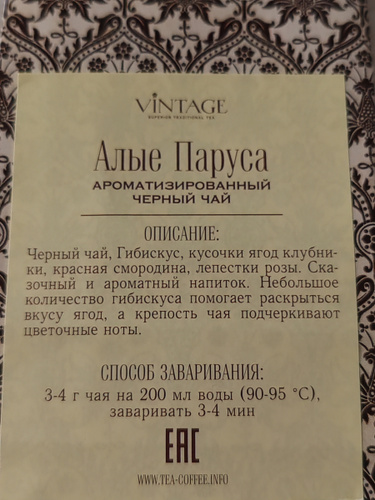 VINTAGE
SUPERIOR TRADITIONAL TEA
Алые Паруса
АРОМАТИЗИРОВАННЫЙ
ЧЕРНЫЙ ЧАЙ
ОПИСАНИЕ:
Черный чай, Гибискус, кусочки ягод клубни-
ки, красная смородина, лепестки розы. Ска-
зочный и ароматный напиток. Небольшое
количество гибискуса помогает раскрыться
вкусу ягод, а крепость чая подчеркивают
цветочные ноты.
СПОСОБ ЗАВАРИВАНИЯ:
3-4 г чая на 200 мл воды (90-95 °C),
заваривать 3-4 мин
EAC
WWW.TEA-COFFEE.INFO